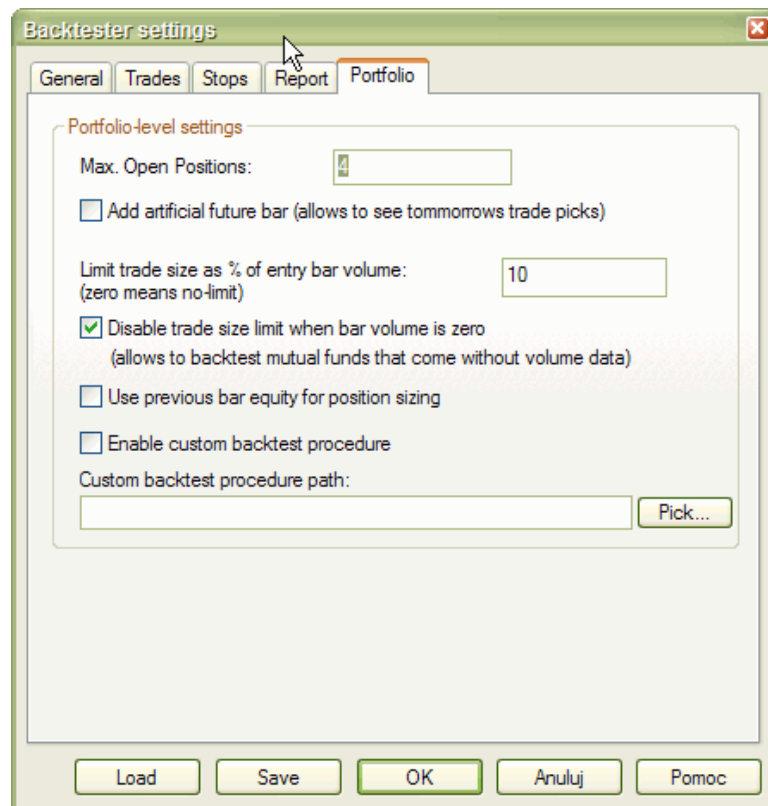 Backtester settings
General Trades Stops Report Portfolio
Portfolio-level settings
Max. Open Positions: 4
Add artificial future bar (allows to see tommorrows trade picks)
Limit trade size as % of entry bar volume: 10
(zero means no-limit)
Disable trade size limit when bar volume is zero
(allows to backtest mutual funds that come without volume data)
Use previous bar equity for position sizing
Enable custom backtest procedure
Custom backtest procedure path:
Pick...
Load Save OK Anuluj Pomoc